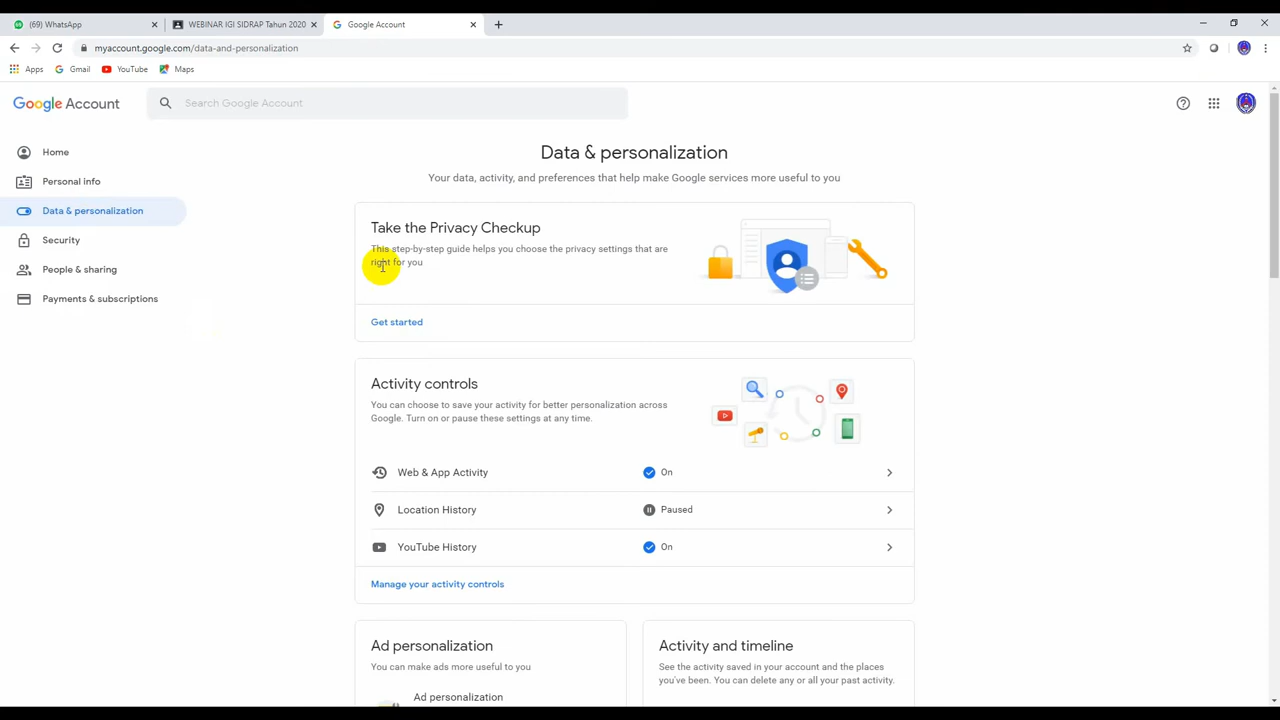 (69) WhatsApp
WEBINAR IGI SIDRAP Tahun 2020
Google Account
myaccount.google.com/data-and-personalization
Apps
Gmail
YouTube
Maps
Google Account
Search Google Account
Home
Personal info
Data & personalization
Security
People & sharing
Payments & subscriptions
Data & personalization
Your data, activity, and preferences that help make Google services more useful to you
Take the Privacy Checkup
This step-by-step guide helps you choose the privacy settings that are
right for you
Get started
Activity controls
You can choose to save your activity for better personalization across
Google. Turn on or pause these settings at any time.
Web & App Activity
On
Location History
Paused
YouTube History
On
Manage your activity controls
Ad personalization
You can make ads more useful to you
Ad personalization
Activity and timeline
See the activity saved in your account and the places
you've been. You can delete any or all your past activity.